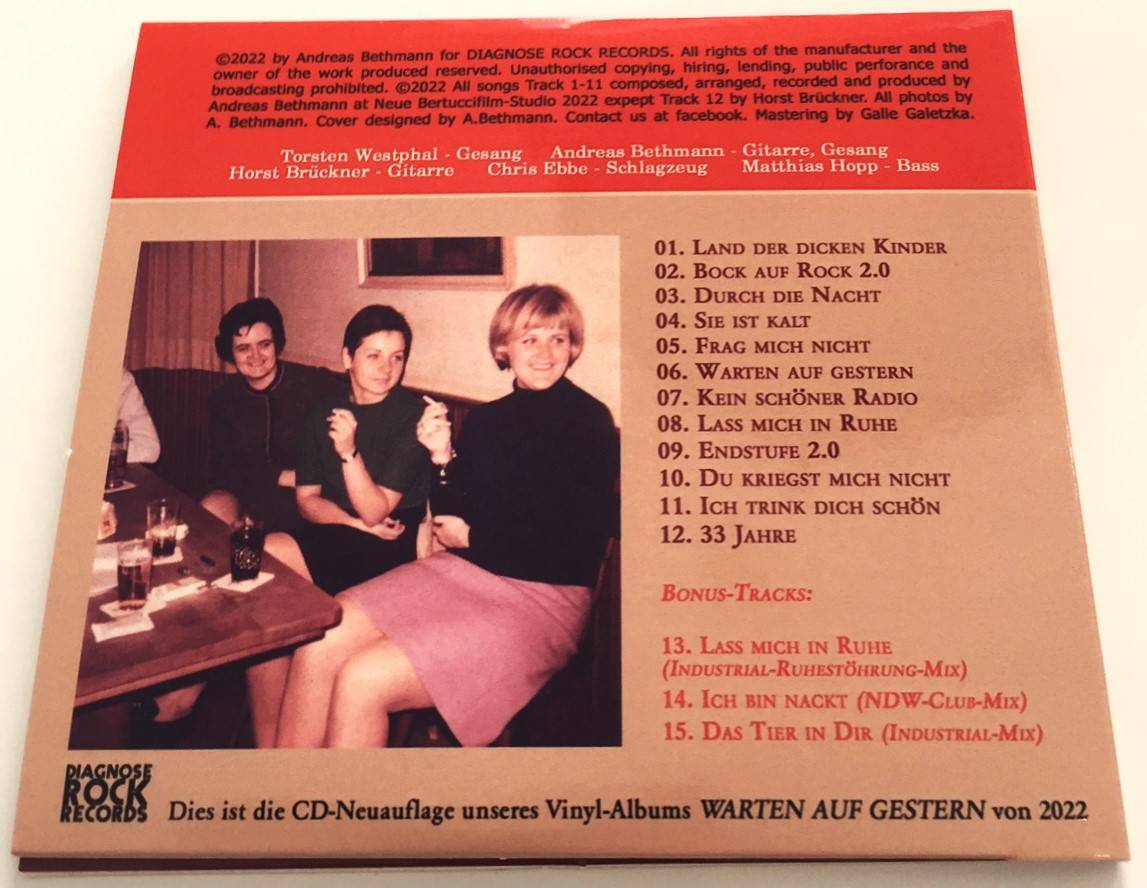 ©2022 by Andreas Bethmann for DIAGNOSE ROCK RECORDS. All rights of the manufacturer and the
owner of the work produced reserved. Unauthorised copying, hiring, lending, public perforance and
broadcasting prohibited. ©2022 All songs Track 1-11 composed, arranged, recorded and produced by
Andreas Bethmann at Neue Bertuccifilm-Studio 2022 expept Track 12 by Horst Brückner. All photos by
A. Bethmann. Cover designed by A.Bethmann. Contact us at facebook. Mastering by Galle Galetzka.
Torsten Westphal - Gesang Andreas Bethmann - Gitarre, Gesang
Horst Brückner - Gitarre Chris Ebbe - Schlagzeug Matthias Hopp - Bass
01. Land der dicken Kinder
02. Bock auf Rock 2.0
03. Durch die Nacht
04. Sie ist kalt
05. Frag mich nicht
06. Warten auf gestern
07. Kein schöner Radio
08. Lass mich in Ruhe
09. Endstufe 2.0
10. Du kriegst mich nicht
11. Ich trink dich schön
12. 33 Jahre
Bonus-Tracks:
13. Lass mich in Ruhe
(Industrial-Ruhestöhrung-Mix)
14. Ich bin nackt (NDW-Club-Mix)
15. Das Tier in Dir (Industrial-Mix)
DIAGNOSE
ROCK
RECORDS
Dies ist die CD-Neuauflage unseres Vinyl-Albums WARTEN AUF GESTERN von 2022